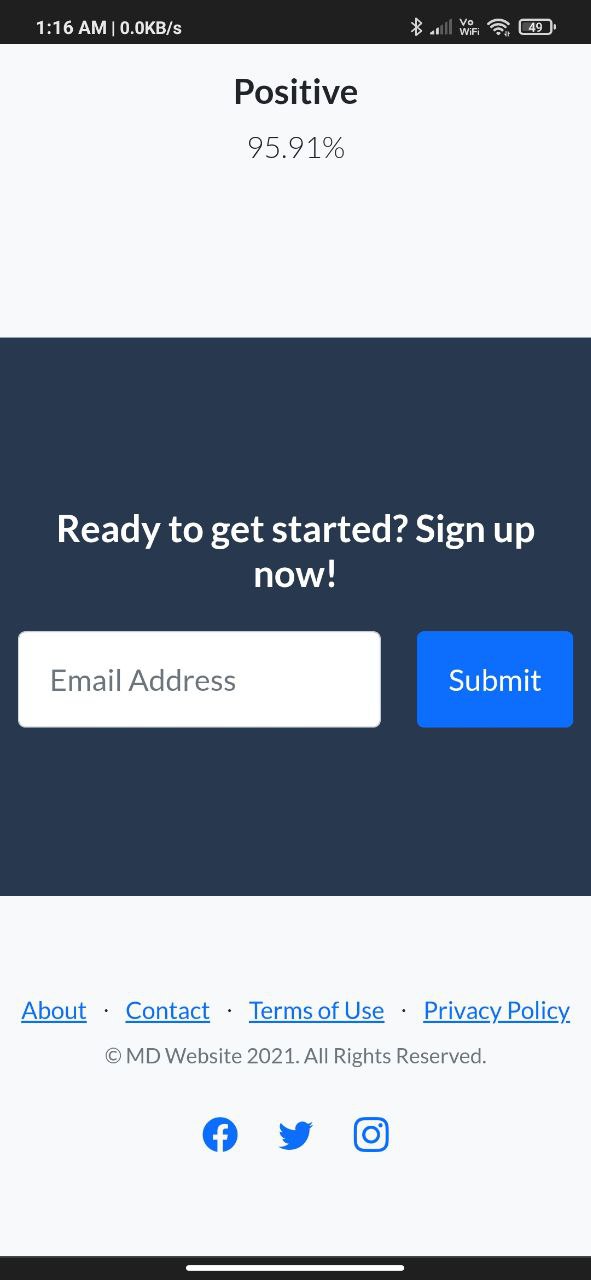 1:16 AM | 0.0KB/s Vo WiFi 49
Positive
95.91%
Ready to get started? Sign up
now!
Email Address Submit
About · Contact · Terms of Use · Privacy Policy
© MD Website 2021. All Rights Reserved.